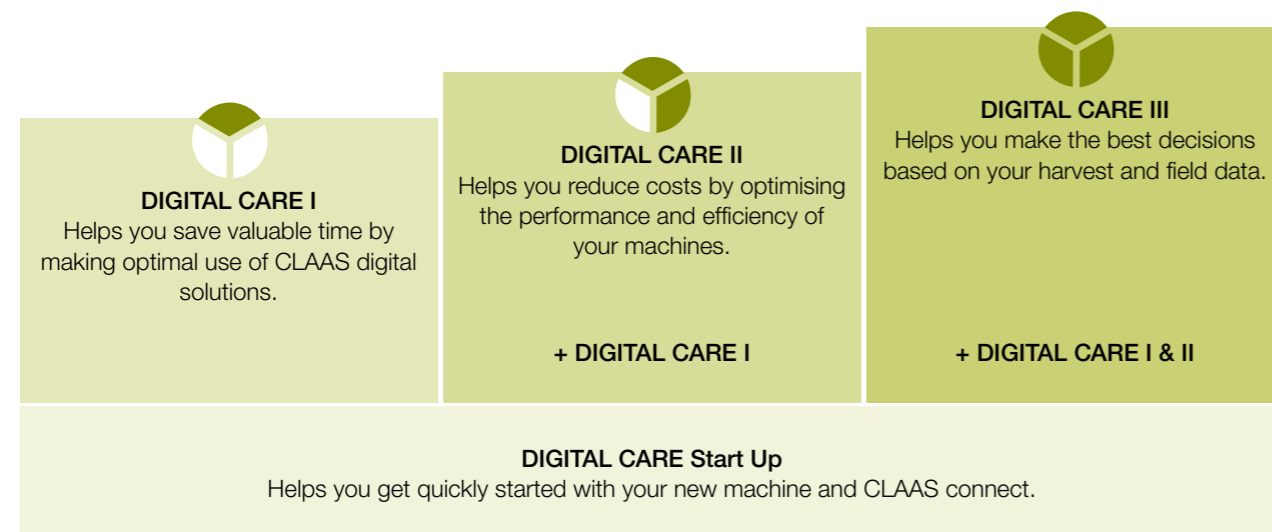 DIGITAL CARE I
Helps you save valuable time by
making optimal use of CLAAS digital
solutions.
DIGITAL CARE II
Helps you reduce costs by optimising
the performance and efficiency of
your machines.
+ DIGITAL CARE I
DIGITAL CARE III
Helps you make the best decisions
based on your harvest and field data.
+ DIGITAL CARE I & II
DIGITAL CARE Start Up
Helps you get quickly started with your new machine and CLAAS connect.